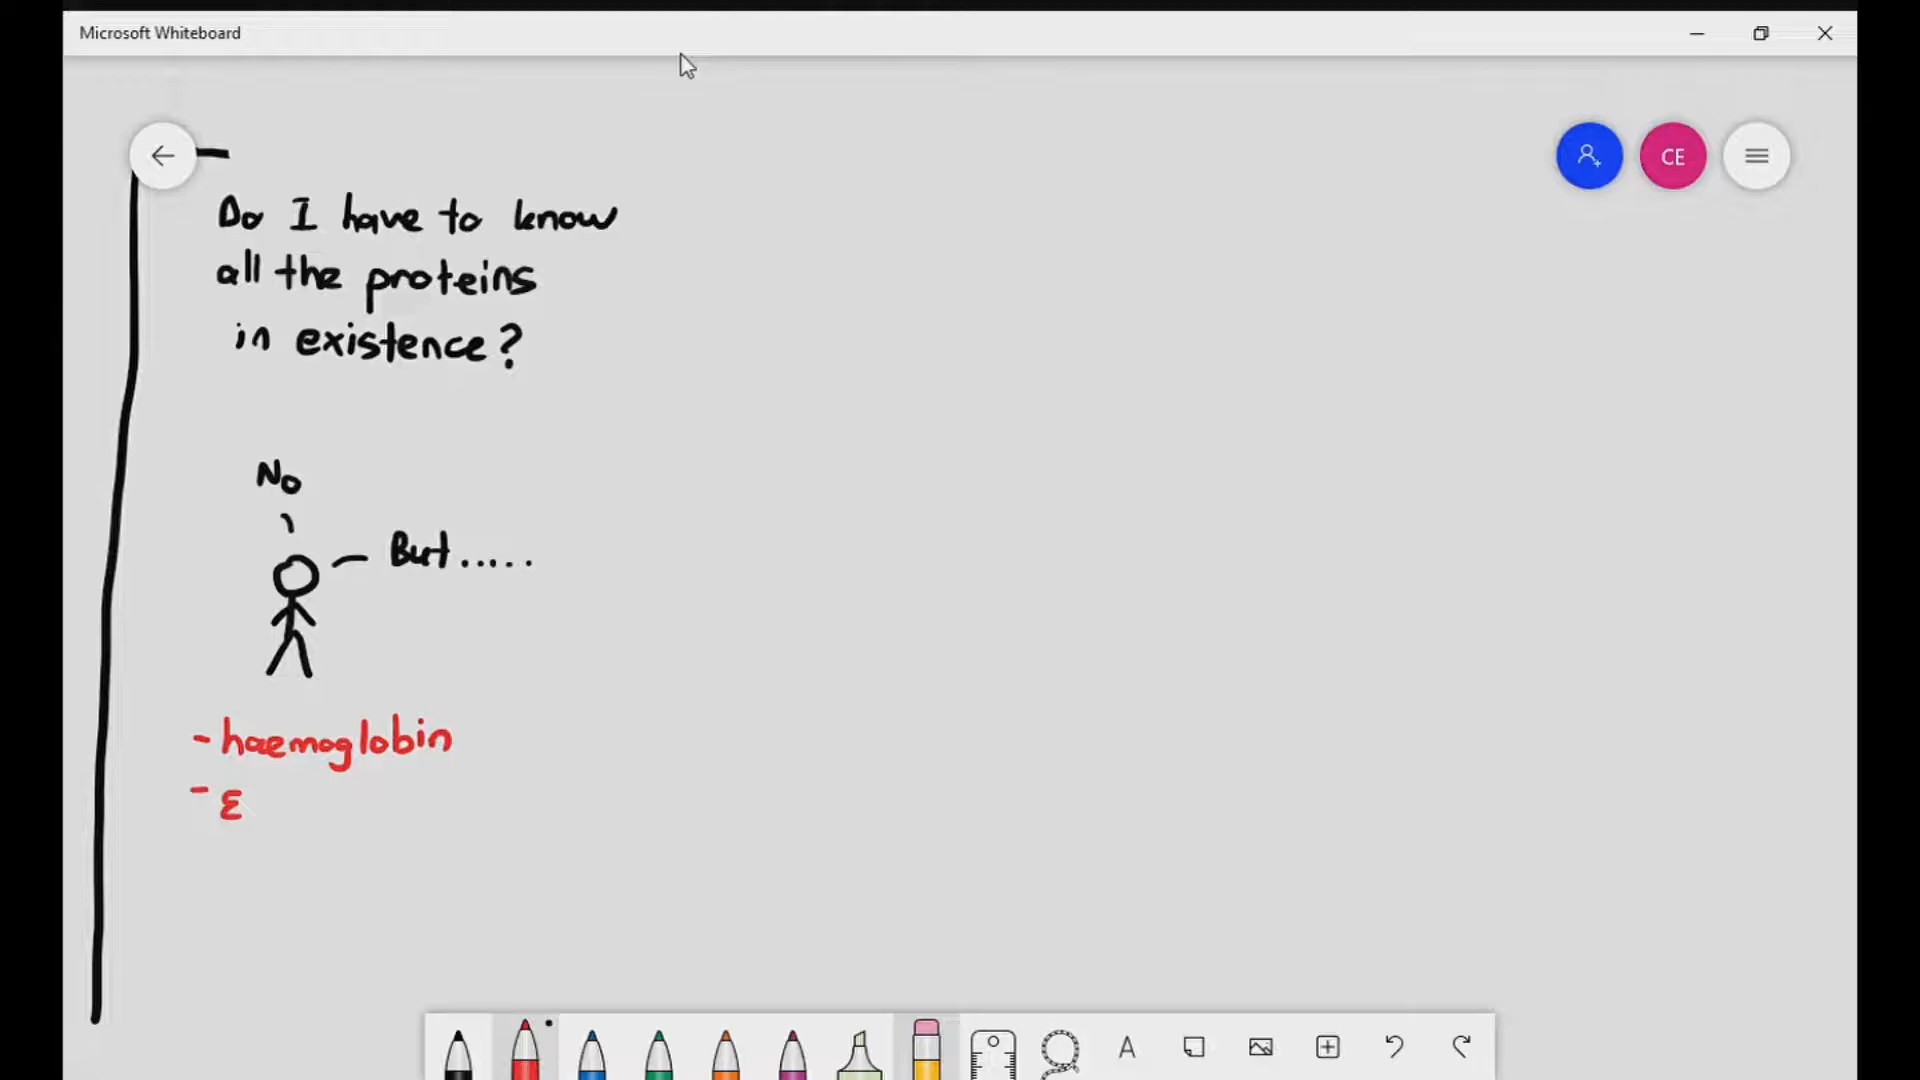 Microsoft Whiteboard
CE
Do I have to know
all the proteins
in existence?
No
But.....
- haemoglobin
- E
A